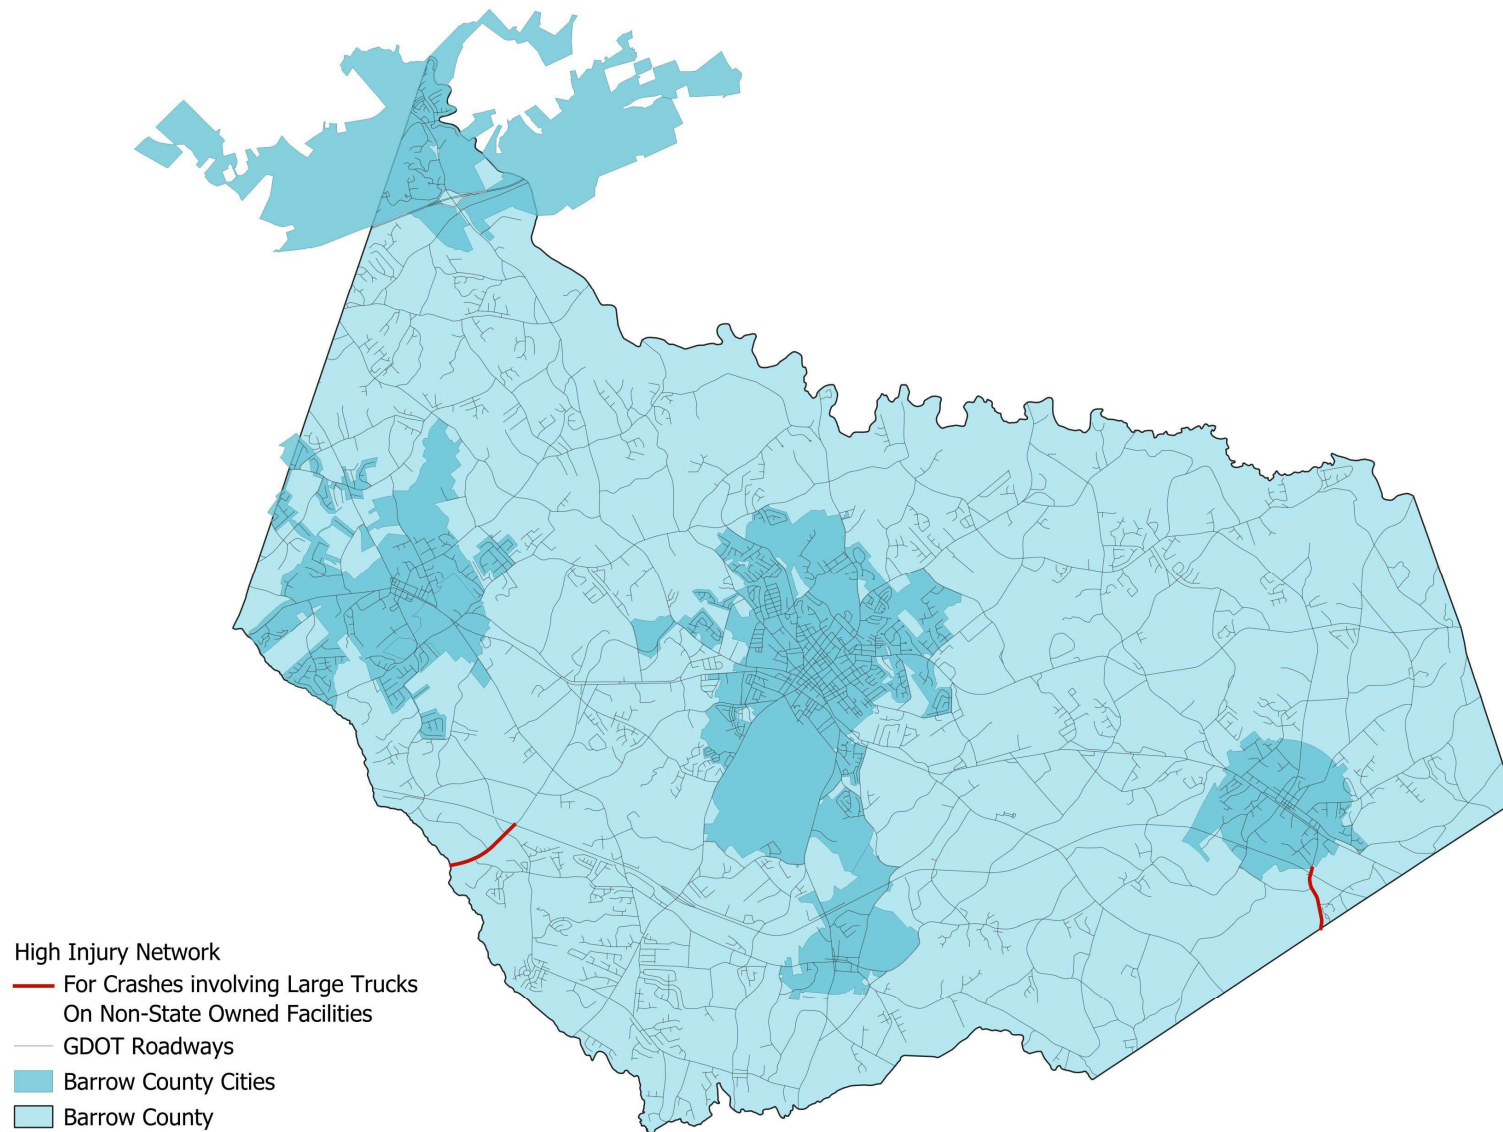 High Injury Network
For Crashes involving Large Trucks
On Non-State Owned Facilities
GDOT Roadways
Barrow County Cities
Barrow County